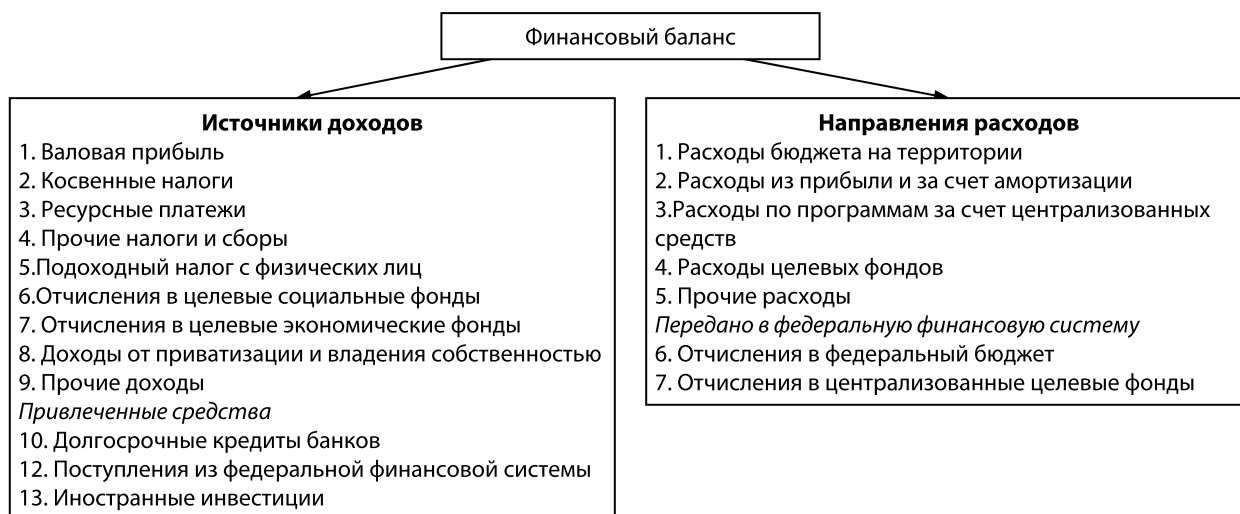 Финансовый баланс
Источники доходов
1. Валовая прибыль
2. Косвенные налоги
3. Ресурсные платежи
4. Прочие налоги и сборы
5.Подоходный налог с физических лиц
6.Отчисления в целевые социальные фонды
7. Отчисления в целевые экономические фонды
8. Доходы от приватизации и владения собственностью
9. Прочие доходы
Привлеченные средства
10. Долгосрочные кредиты банков
12. Поступления из федеральной финансовой системы
13. Иностранные инвестиции
Направления расходов
1. Расходы бюджета на территории
2. Расходы из прибыли и за счет амортизации
3.Расходы по программам за счет централизованных
средств
4. Расходы целевых фондов
5. Прочие расходы
Передано в федеральную финансовую систему
6. Отчисления в федеральный бюджет
7. Отчисления в централизованные целевые фонды